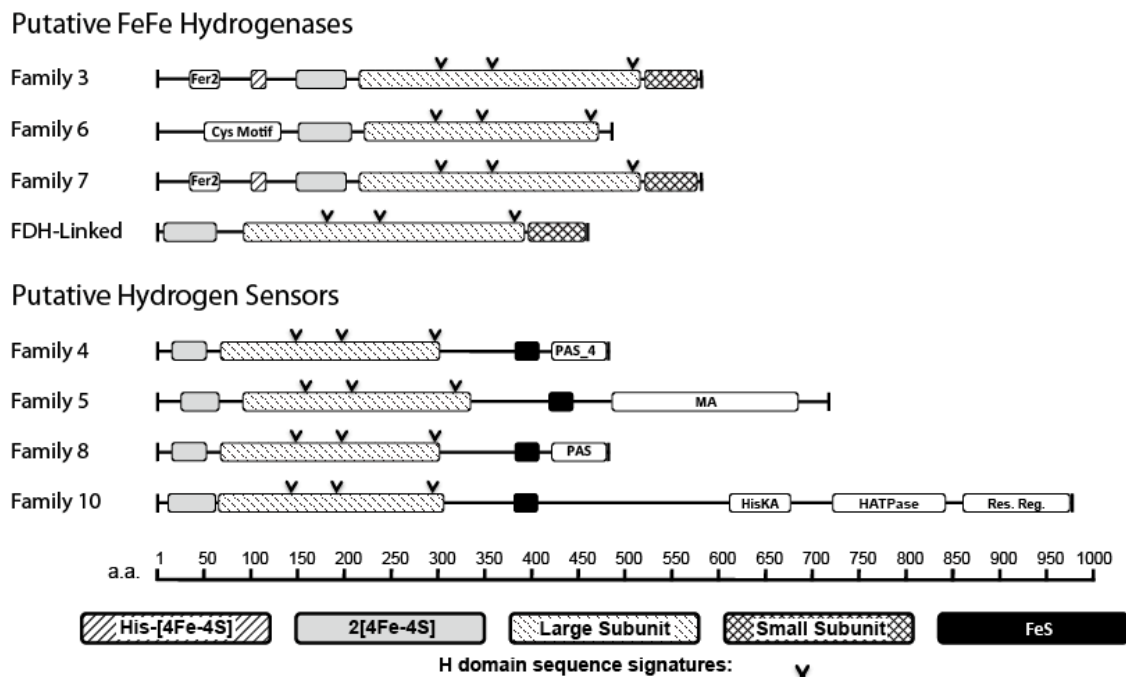 Putative FeFe Hydrogenases
Family 3
Fer2
Family 6
Cys Motif
Family 7
Fer2
FDH-Linked
Putative Hydrogen Sensors
Family 4
PAS_4
Family 5
MA
Family 8
PAS
Family 10
HisKA HATPase Res. Reg.
a.a. 1 50 100 150 200 250 300 350 400 450 500 550 600 650 700 750 800 850 900 950 1000
His-[4Fe-4S] 2[4Fe-4S] Large Subunit Small Subunit FeS
H domain sequence signatures: